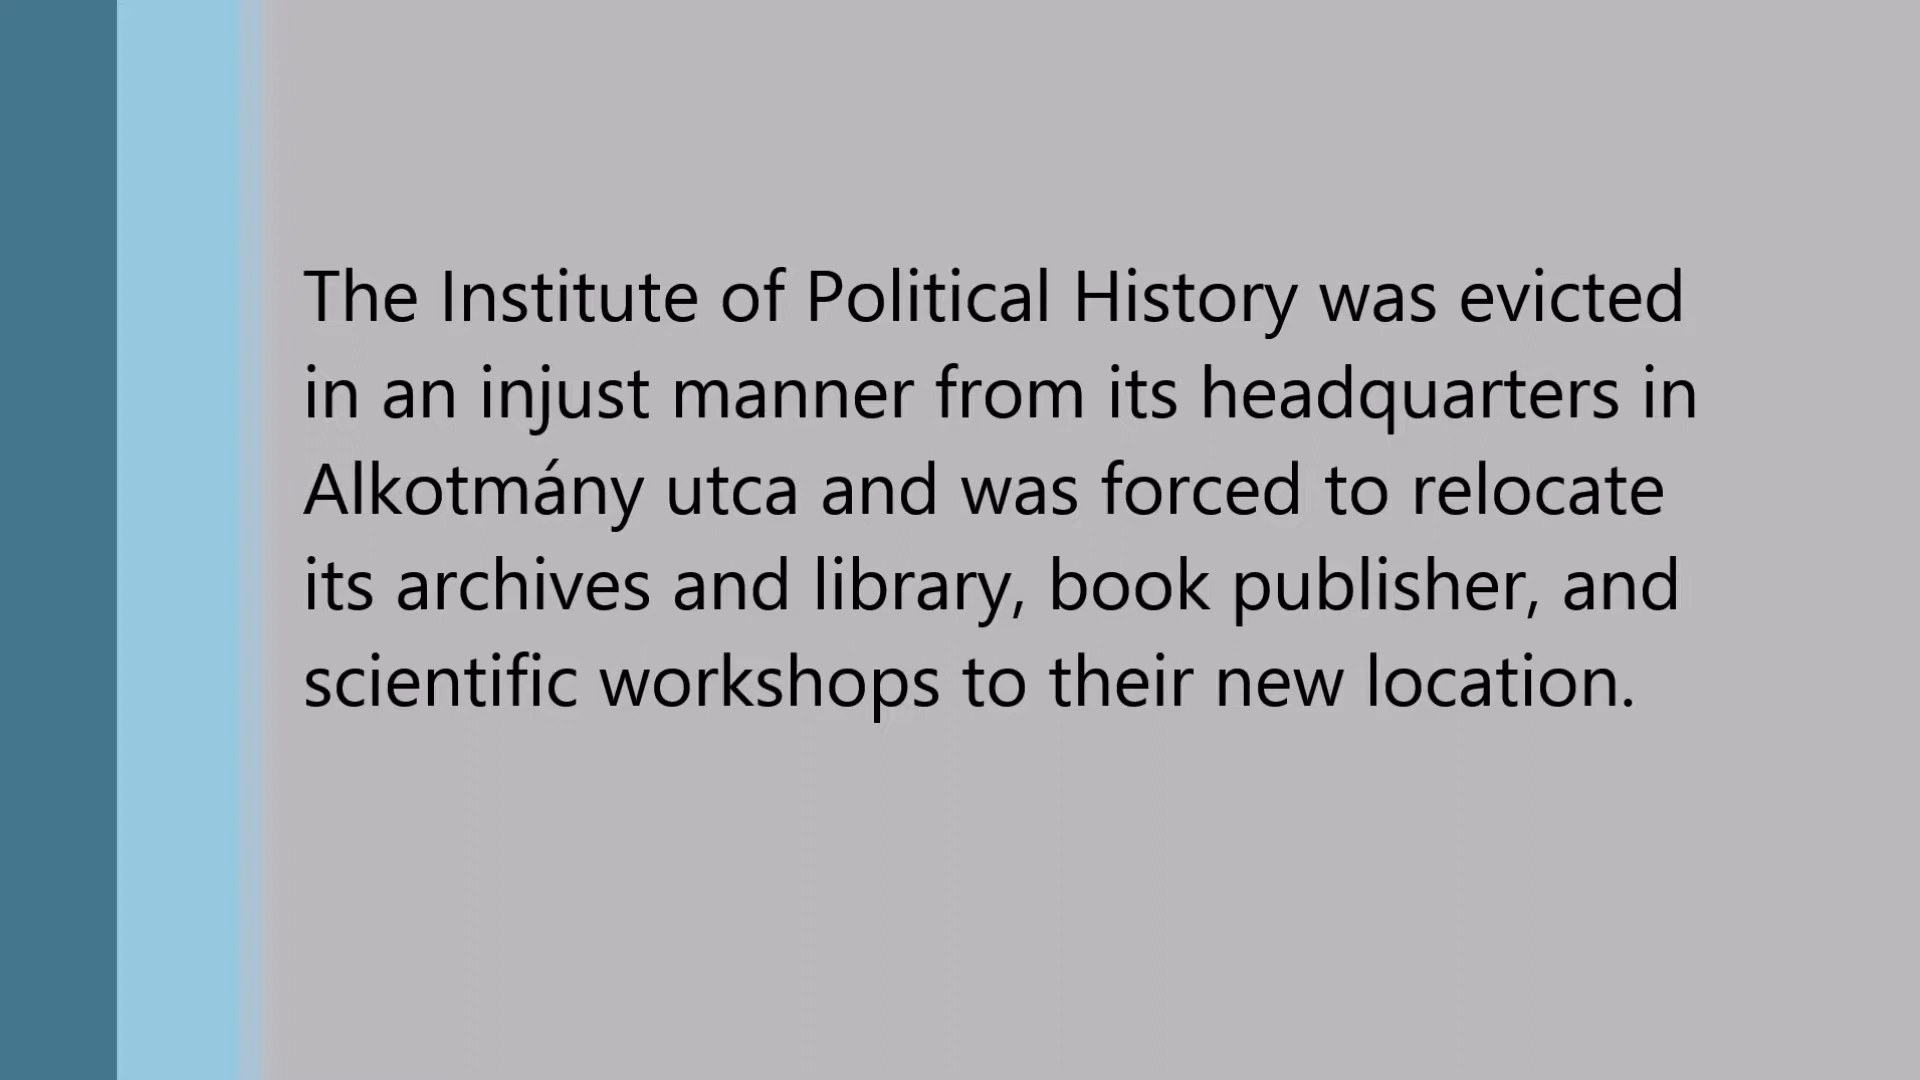 The Institute of Political History was evicted
in an injust manner from its headquarters in
Alkotmány utca and was forced to relocate
its archives and library, book publisher, and
scientific workshops to their new location.